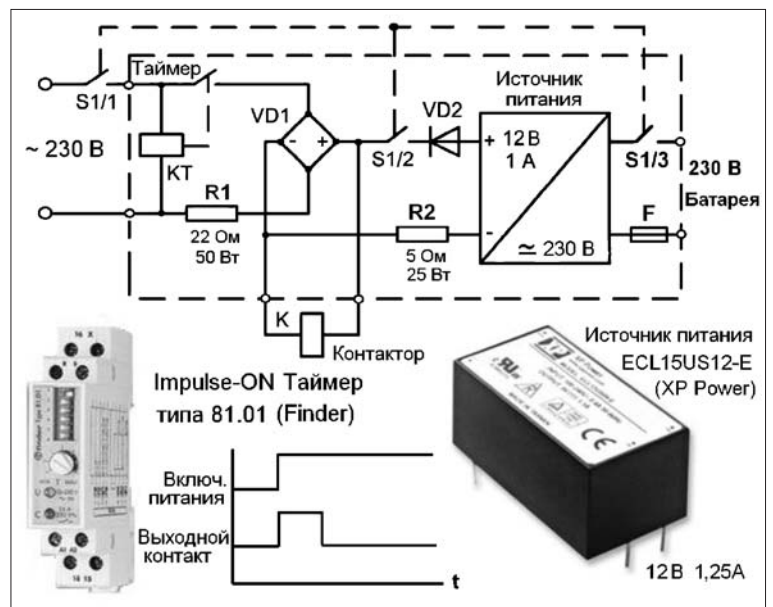 Таймер
S1/1
~ 230 В
КТ
R1
22 Ом
50 Вт
VD1
-
+
S1/2
VD2
Источник
питания
+
12 В
1 А
-
≃ 230 В
S1/3
230 В
Батарея
F
R2
5 Ом
25 Вт
К
Контактор
Impulse-ON Таймер
типа 81.01 (Finder)
Источник питания
ECL15US12-E
(XP Power)
Включ.
питания
Выходной
контакт
t
12 В 1,25А